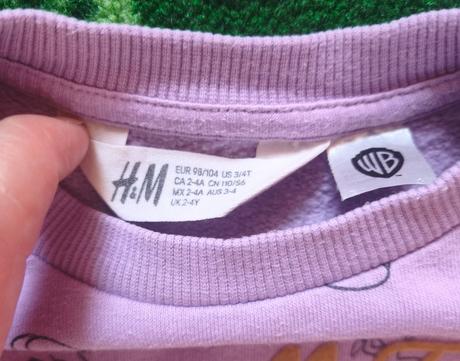 H&M
EUR 98/104 US 3/4T
CA 2-4A CN 110/56
MX 2-4A AUS 3-4
UK 2-4Y
WB